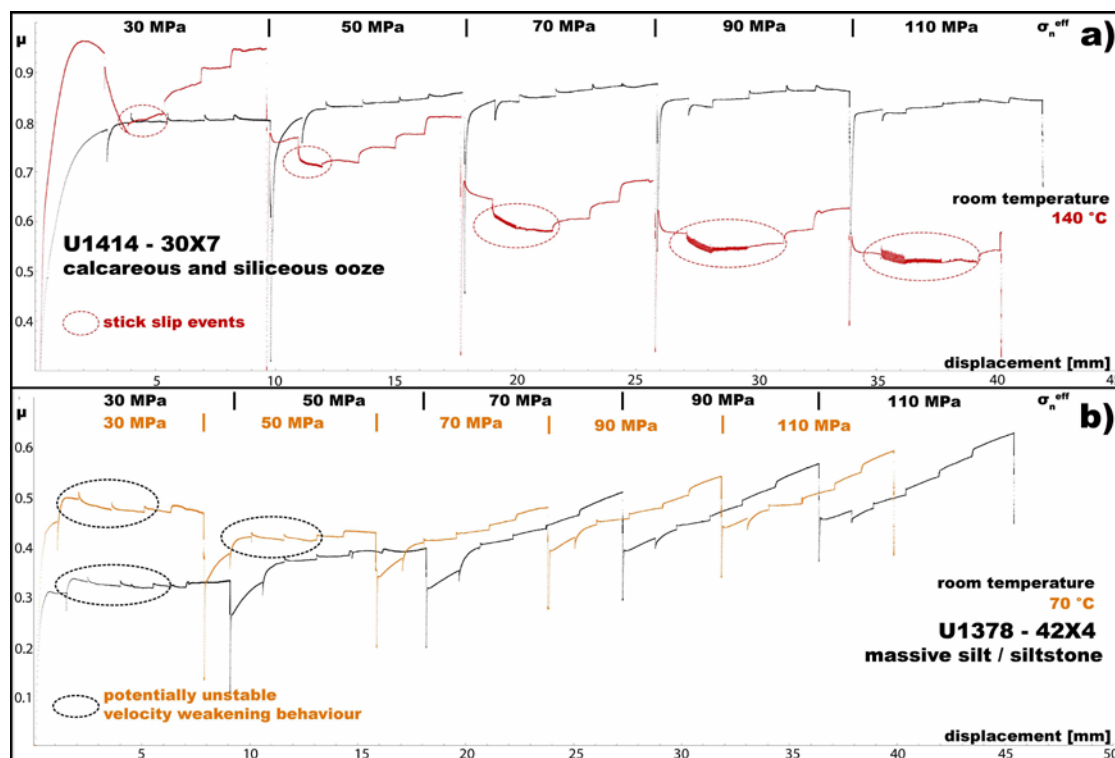 30 MPa | 50 MPa | 70 MPa | 90 MPa | 110 MPa σn eff a)
μ
0.9
0.8
0.7
0.6
0.5
0.4
room temperature
140 °C
U1414 - 30X7
calcareous and siliceous ooze
stick slip events
displacement [mm]
5 10 15 20 25 30 35 40 45
30 MPa | 50 MPa | 70 MPa | 90 MPa | 110 MPa σn eff
30 MPa | 50 MPa | 70 MPa | 90 MPa | 110 MPa b)
μ
0.6
0.5
0.4
0.3
0.2
0.1
room temperature
70 °C
U1378 - 42X4
massive silt / siltstone
potentially unstable
velocity weakening behaviour
displacement [mm]
5 10 15 20 25 30 35 40 45 50